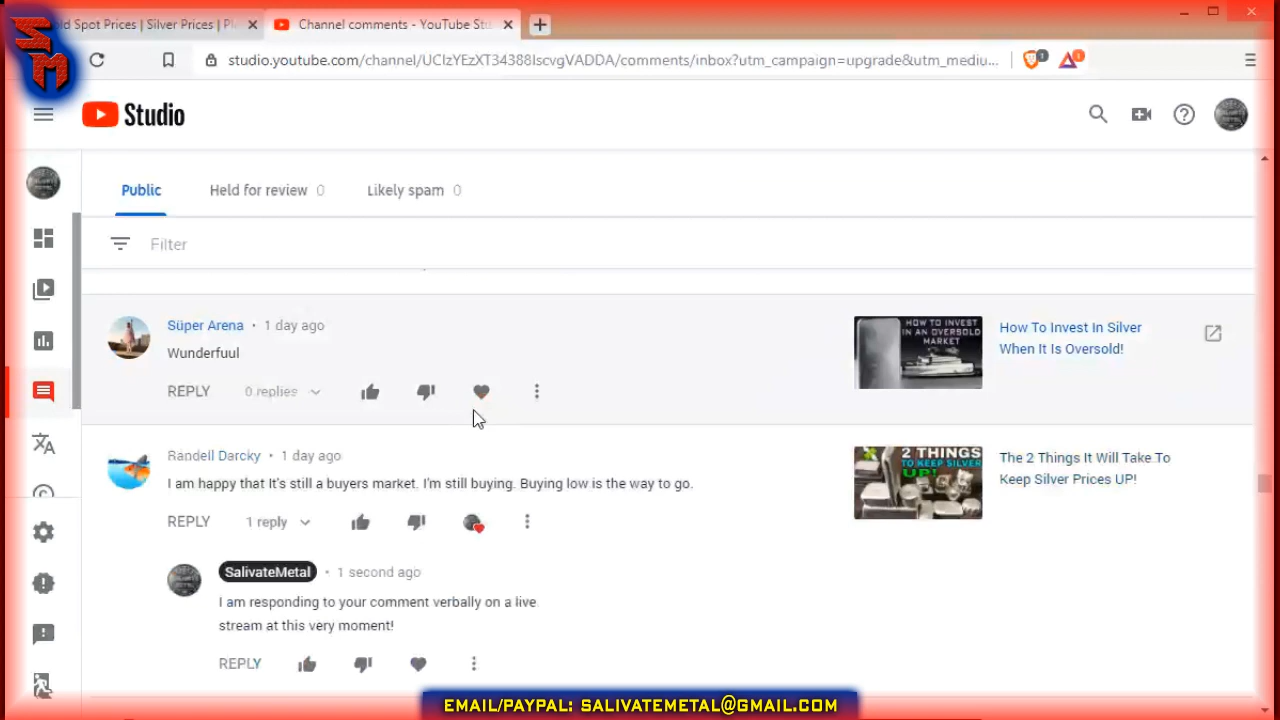 old Spot Prices | Silver Prices | Pl
Channel comments - YouTube Stu
SM
studio.youtube.com/channel/UClzYEzXT34388lscvgVADDA/comments/inbox?utm_campaign=upgrade&utm_mediu...
1
1
Studio
Public
Held for review 0
Likely spam 0
Filter
Süper Arena • 1 day ago
Wunderfuul
REPLY
0 replies
HOW TO INVEST
IN AN OVERSOLD
MARKET
How To Invest In Silver
When It Is Oversold!
Randell Darcky • 1 day ago
I am happy that It's still a buyers market. I'm still buying. Buying low is the way to go.
REPLY
1 reply
2 THINGS
TO KEEP SILVER
UP!
The 2 Things It Will Take To
Keep Silver Prices UP!
SalivateMetal • 1 second ago
I am responding to your comment verbally on a live
stream at this very moment!
REPLY
EMAIL/PAYPAL: SALIVATEMETAL@GMAIL.COM